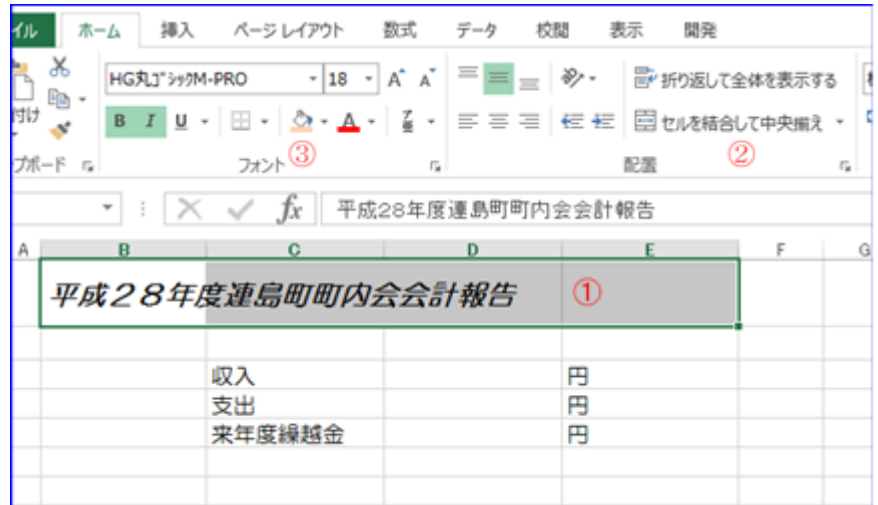 イル ホーム 挿入 ページ レイアウト 数式 データ 校閲 表示 開発
HG丸ｺﾞｼｯｸM-PRO 18 A A 折り返して全体を表示する
付け B I U A セルを結合して中央揃え
プボード フォント ③ 配置 ②
fx 平成28年度連島町町内会会計報告
A B C D E F G
平成２８年度連島町町内会会計報告 ①
収入 円
支出 円
来年度繰越金 円